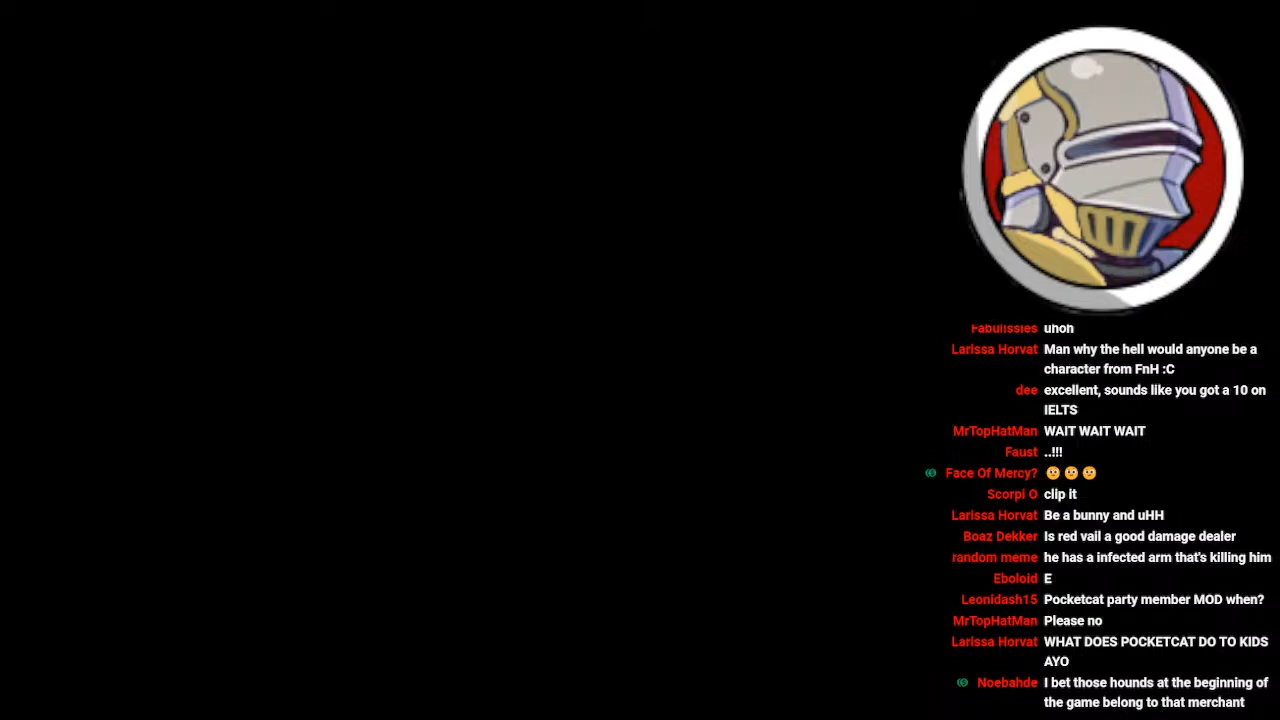 Fabulissies uhoh
Larissa Horvat Man why the hell would anyone be a
character from FnH :C
dee excellent, sounds like you got a 10 on
IELTS
MrTopHatMan WAIT WAIT WAIT
Faust ..!!!
Face Of Mercy?
Scorpi O clip it
Larissa Horvat Be a bunny and uHH
Boaz Dekker Is red vail a good damage dealer
random meme he has a infected arm that's killing him
Eboloid E
Leonidash15 Pocketcat party member MOD when?
MrTopHatMan Please no
Larissa Horvat WHAT DOES POCKETCAT DO TO KIDS
AYO
Noebahde I bet those hounds at the beginning of
the game belong to that merchant